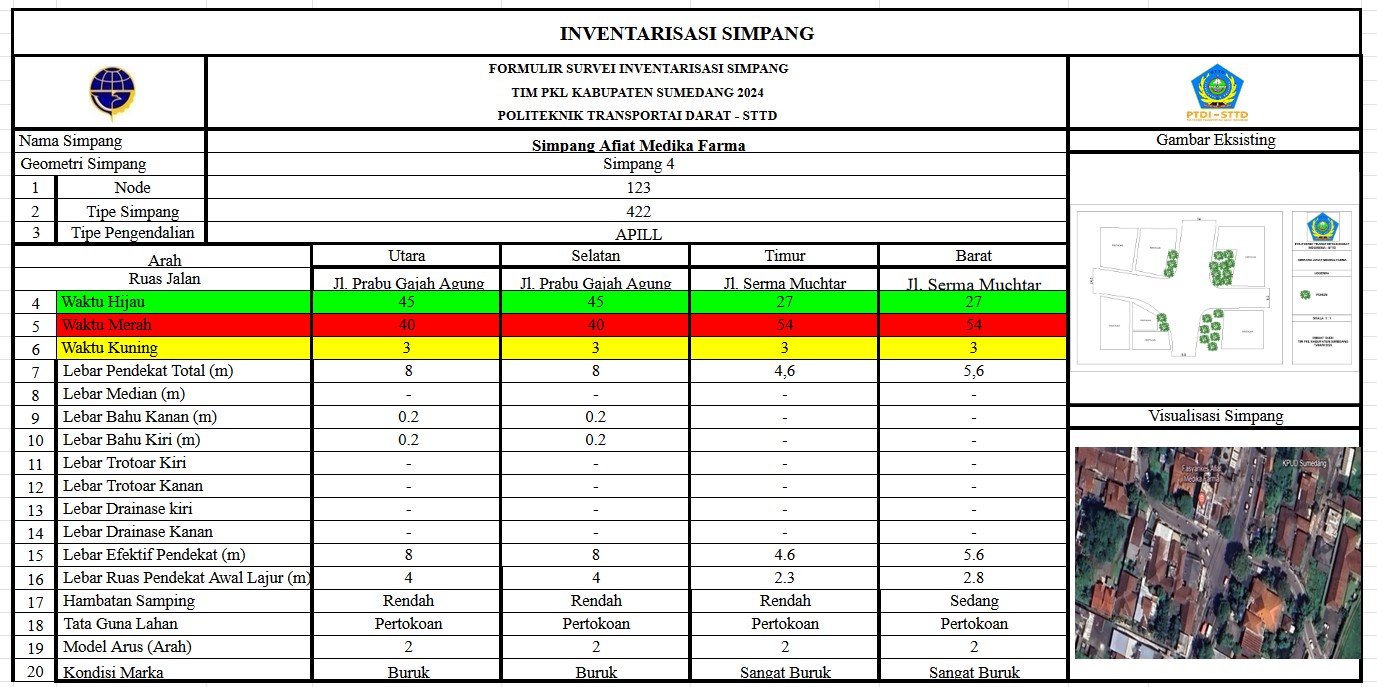 INVENTARISASI SIMPANG
FORMULIR SURVEI INVENTARISASI SIMPANG
TIM PKL KABUPATEN SUMEDANG 2024
POLITEKNIK TRANSPORTAI DARAT - STTD
PTDI - STTD
Nama Simpang Simpang Afiat Medika Farma Gambar Eksisting
Geometri Simpang Simpang 4
1 Node 123
2 Tipe Simpang 422
3 Tipe Pengendalian APILL
Arah Utara Selatan Timur Barat
Ruas Jalan Jl. Prabu Gajah Agung Jl. Prabu Gajah Agung Jl. Serma Muchtar Jl. Serma Muchtar
4 Waktu Hijau 45 45 27 27
5 Waktu Merah 40 40 54 54
6 Waktu Kuning 3 3 3 3
7 Lebar Pendekat Total (m) 8 8 4,6 5,6
8 Lebar Median (m) - - - -
9 Lebar Bahu Kanan (m) 0.2 0.2 - -
10 Lebar Bahu Kiri (m) 0.2 0.2 - -
11 Lebar Trotoar Kiri - - - -
12 Lebar Trotoar Kanan - - - -
13 Lebar Drainase kiri - - - -
14 Lebar Drainase Kanan - - - -
15 Lebar Efektif Pendekat (m) 8 8 4.6 5.6
16 Lebar Ruas Pendekat Awal Lajur (m) 4 4 2.3 2.8
17 Hambatan Samping Rendah Rendah Rendah Sedang
18 Tata Guna Lahan Pertokoan Pertokoan Pertokoan Pertokoan
19 Model Arus (Arah) 2 2 2 2
20 Kondisi Marka Buruk Buruk Sangat Buruk Sangat Buruk
POHON
Visualisasi Simpang
Fasyankes Afiat
Medika Farma
KPUD Sumedang